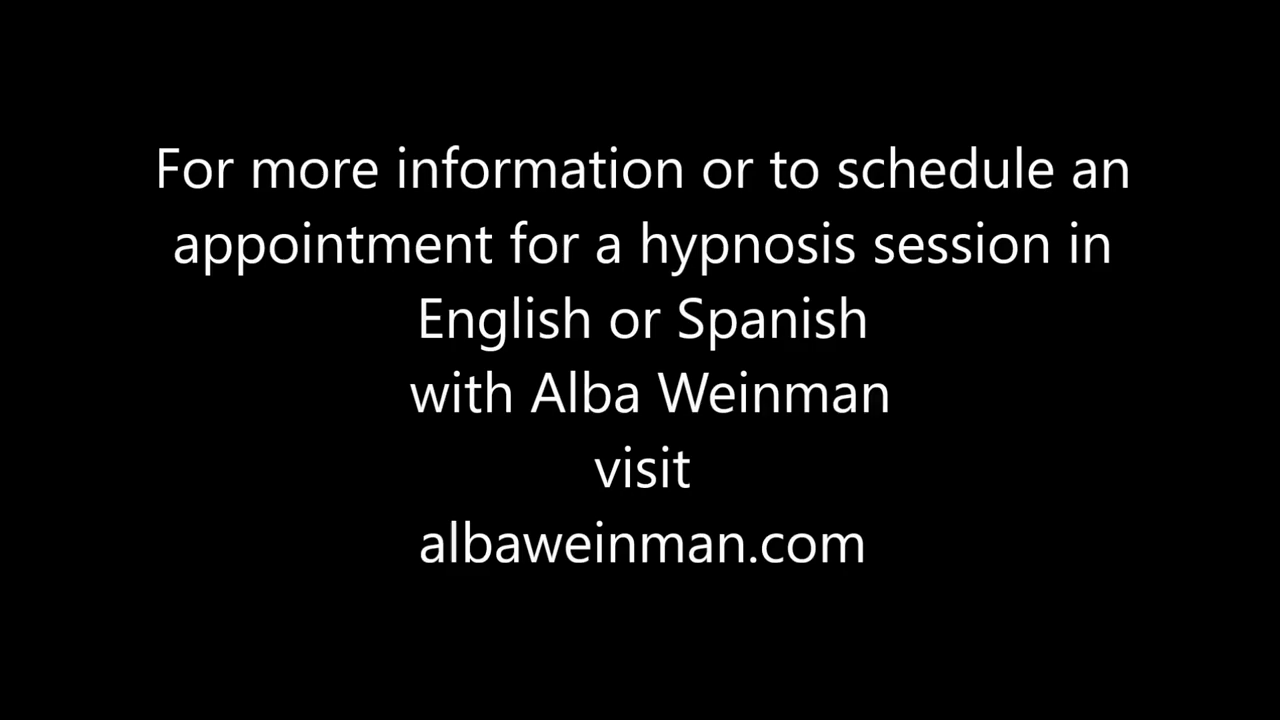 For more information or to schedule an
appointment for a hypnosis session in
English or Spanish
with Alba Weinman
visit
albaweinman.com